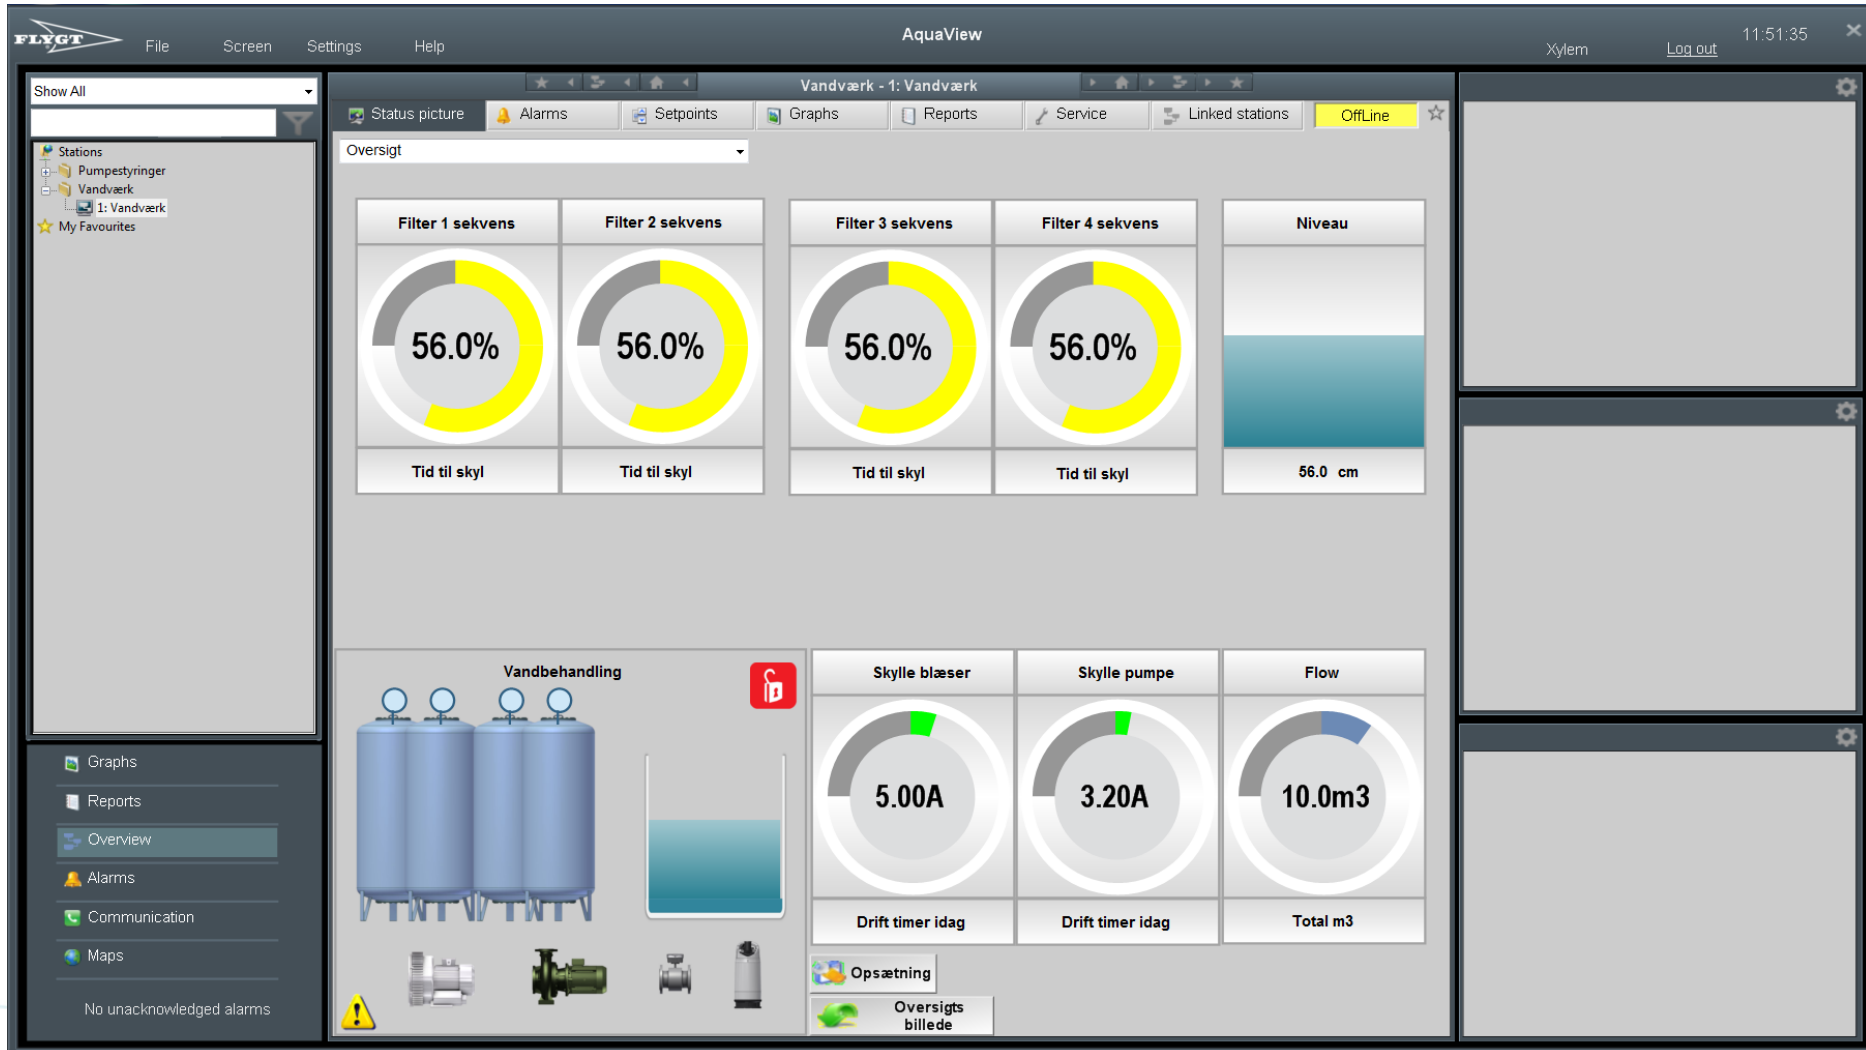 FLYGT
File
Screen
Settings
Help
AquaView
Xylem
Log out
11:51:35
Show All
Stations
Pumpestyringer
Vandværk
1: Vandværk
My Favourites
Vandværk - 1: Vandværk
Status picture
Alarms
Setpoints
Graphs
Reports
Service
Linked stations
OffLine
Oversigt
Filter 1 sekvens
Filter 2 sekvens
Filter 3 sekvens
Filter 4 sekvens
Niveau
56.0%
56.0%
56.0%
56.0%
Tid til skyl
Tid til skyl
Tid til skyl
Tid til skyl
56.0 cm
Vandbehandling
Skylle blæser
Skylle pumpe
Flow
5.00A
3.20A
10.0m3
Drift timer idag
Drift timer idag
Total m3
Opsætning
Oversigts
billede
Graphs
Reports
Overview
Alarms
Communication
Maps
No unacknowledged alarms